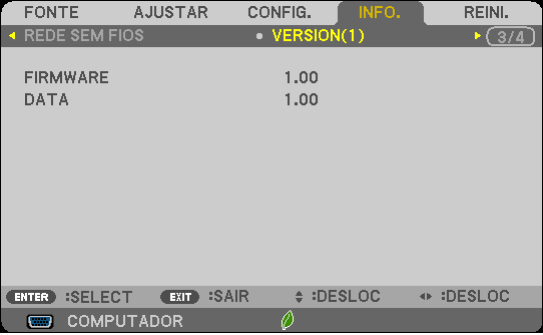 FONTE AJUSTAR CONFIG. INFO. REINI.
REDE SEM FIOS VERSION(1) 3/4
FIRMWARE 1.00
DATA 1.00
ENTER :SELECT EXIT :SAIR :DESLOC :DESLOC
COMPUTADOR